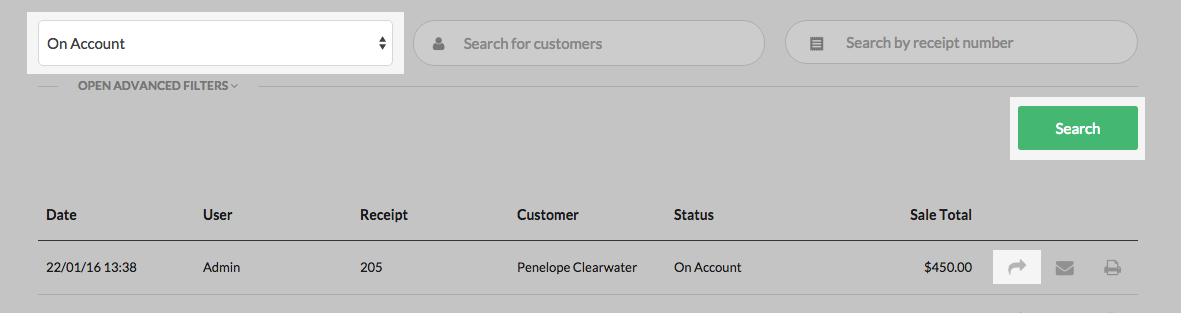 On Account
Search for customers
Search by receipt number
OPEN ADVANCED FILTERS
Search
Date User Receipt Customer Status Sale Total
22/01/16 13:38 Admin 205 Penelope Clearwater On Account $450.00